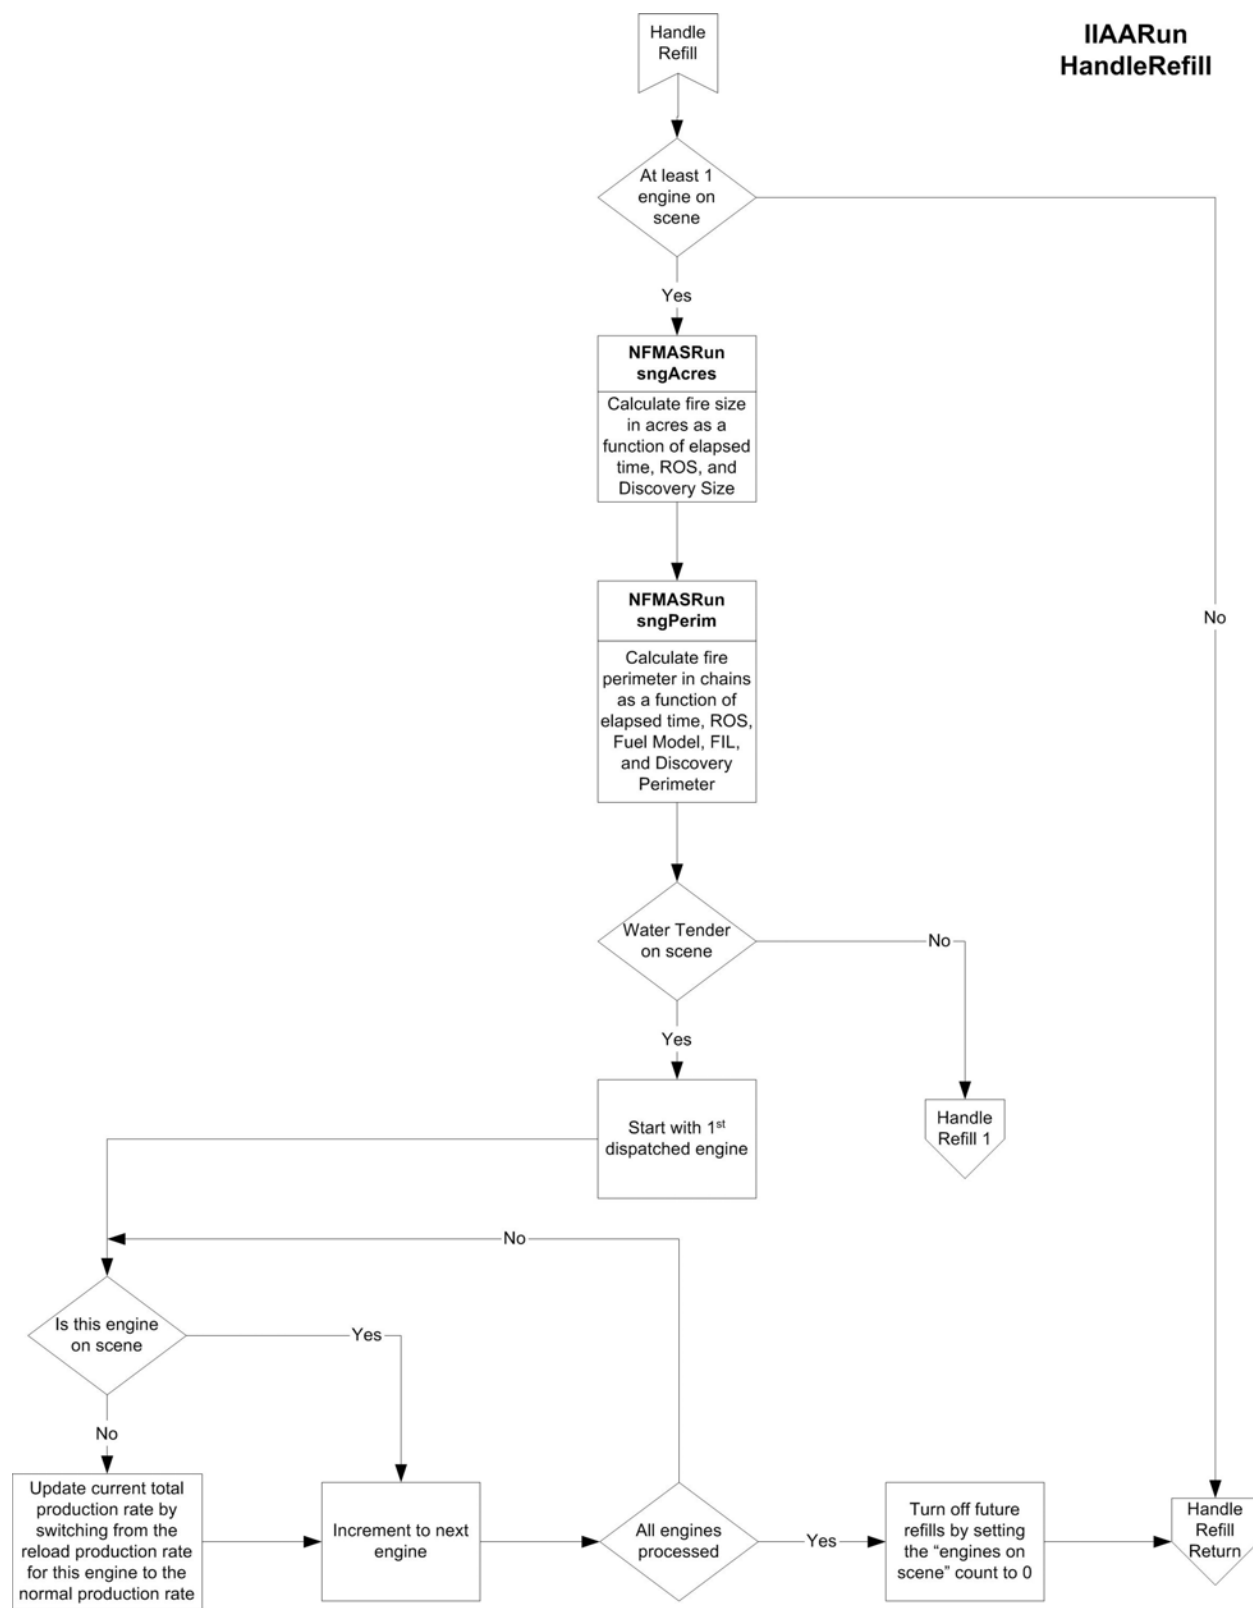 IIAARun
HandleRefill
Handle
Refill
At least 1
engine on
scene
Yes
NFMASRun
sngAcres
Calculate fire size
in acres as a
function of elapsed
time, ROS, and
Discovery Size
NFMASRun
sngPerim
No
Calculate fire
perimeter in chains
as a function of
elapsed time, ROS,
Fuel Model, FIL,
and Discovery
Perimeter
Water Tender
on scene
No
Yes
Start with 1st
dispatched engine
Handle
Refill 1
No
Is this engine
on scene
Yes
No
Update current total
production rate by
switching from the
reload production rate
for this engine to the
normal production rate
Increment to next
engine
All engines
processed
Yes
Turn off future
refills by setting
the “engines on
scene” count to 0
Handle
Refill
Return